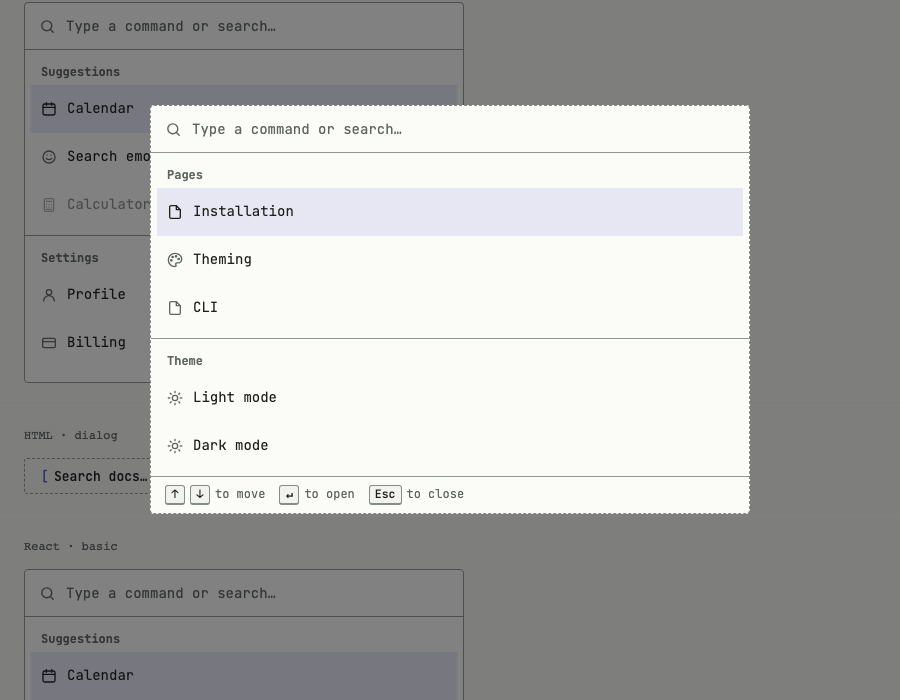 Type a command or search…
Suggestions
Calendar
Search emo
Calculator
Settings
Profile
Billing
HTML · dialog
[ Search docs…
Type a command or search…
Pages
Installation
Theming
CLI
Theme
Light mode
Dark mode
↑ ↓ to move ↵ to open Esc to close
React · basic
Type a command or search…
Suggestions
Calendar